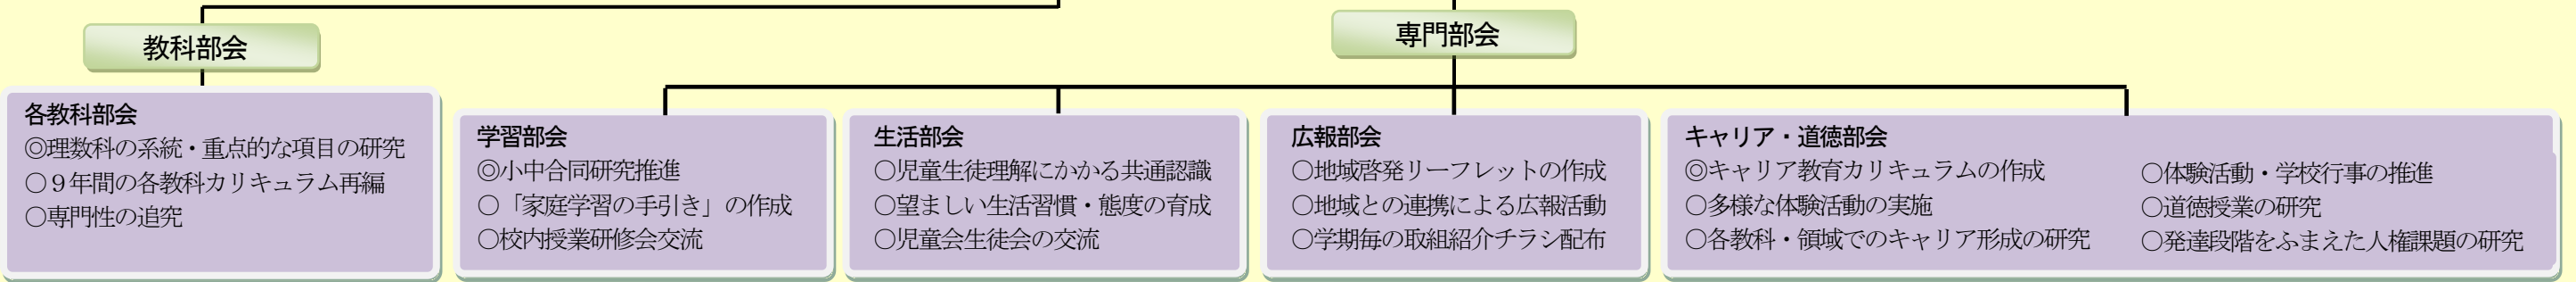 教科部会
専門部会
各教科部会
◎理数科の系統・重点的な項目の研究
○９年間の各教科カリキュラム再編
○専門性の追究
学習部会
◎小中合同研究推進
○「家庭学習の手引き」の作成
○校内授業研修会交流
生活部会
○児童生徒理解にかかる共通認識
○望ましい生活習慣・態度の育成
○児童会生徒会の交流
広報部会
○地域啓発リーフレットの作成
○地域との連携による広報活動
○学期毎の取組紹介チラシ配布
キャリア・道徳部会
◎キャリア教育カリキュラムの作成
○多様な体験活動の実施
○各教科・領域でのキャリア形成の研究
○体験活動・学校行事の推進
○道徳授業の研究
○発達段階をふまえた人権課題の研究